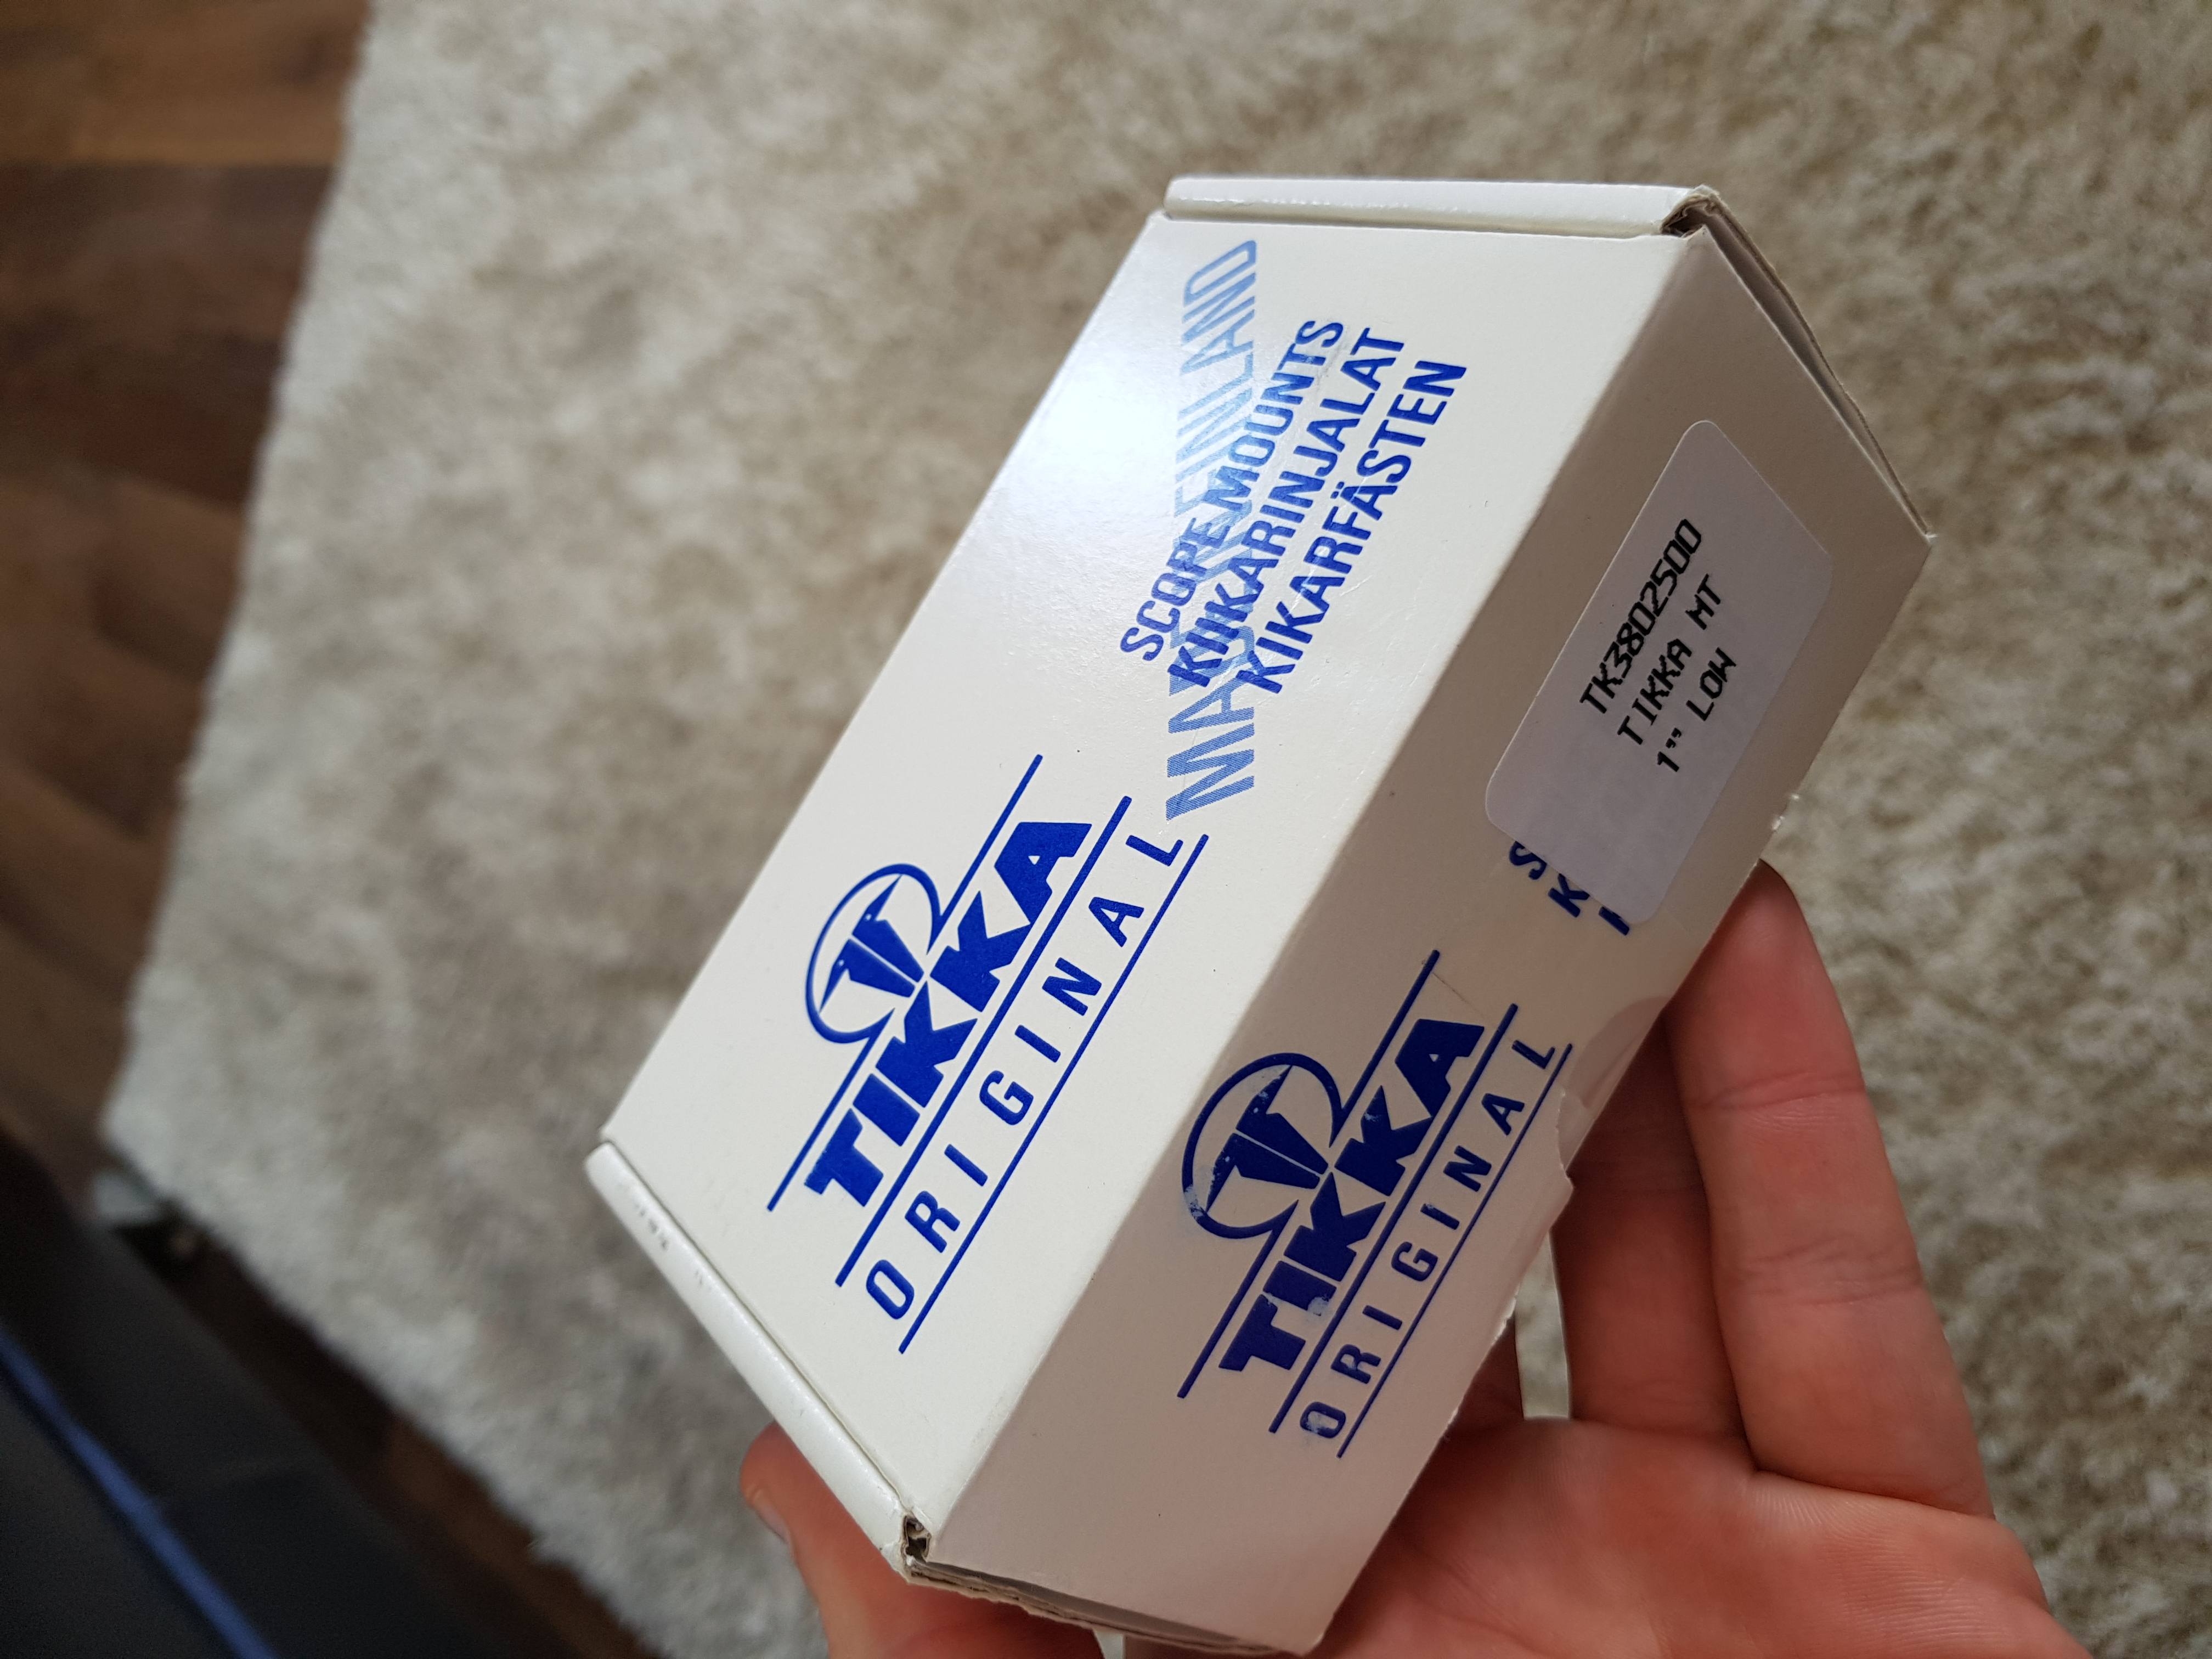 TIKKA
ORIGINAL
MADE IN FINLAND
SCOPE MOUNTS
KIIKARINJALAT
KIKARFÄSTEN
TIKKA
ORIGINAL
S
K
TK3802500
TIKKA MT
1" LOW